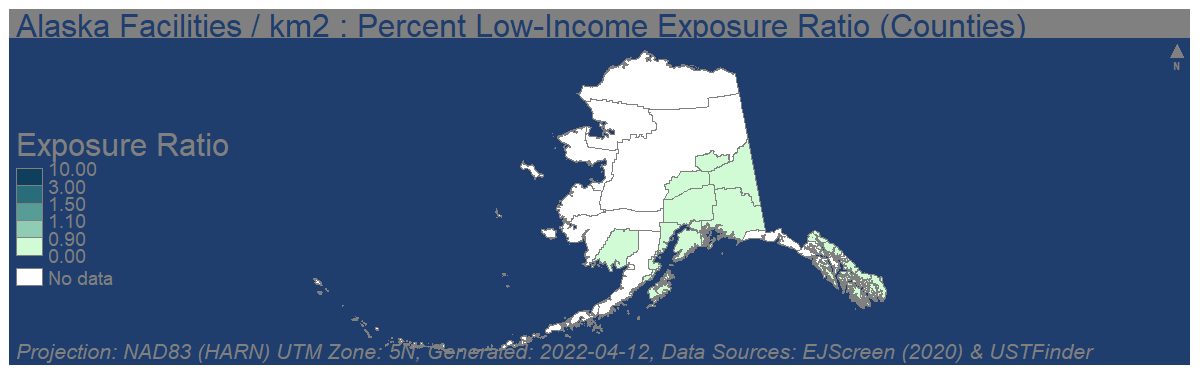 Alaska Facilities / km2 : Percent Low-Income Exposure Ratio (Counties)
N
Exposure Ratio
10.00
3.00
1.50
1.10
0.90
0.00
No data
Projection: NAD83 (HARN) UTM Zone: 5N, Generated: 2022-04-12, Data Sources: EJScreen (2020) & USTFinder